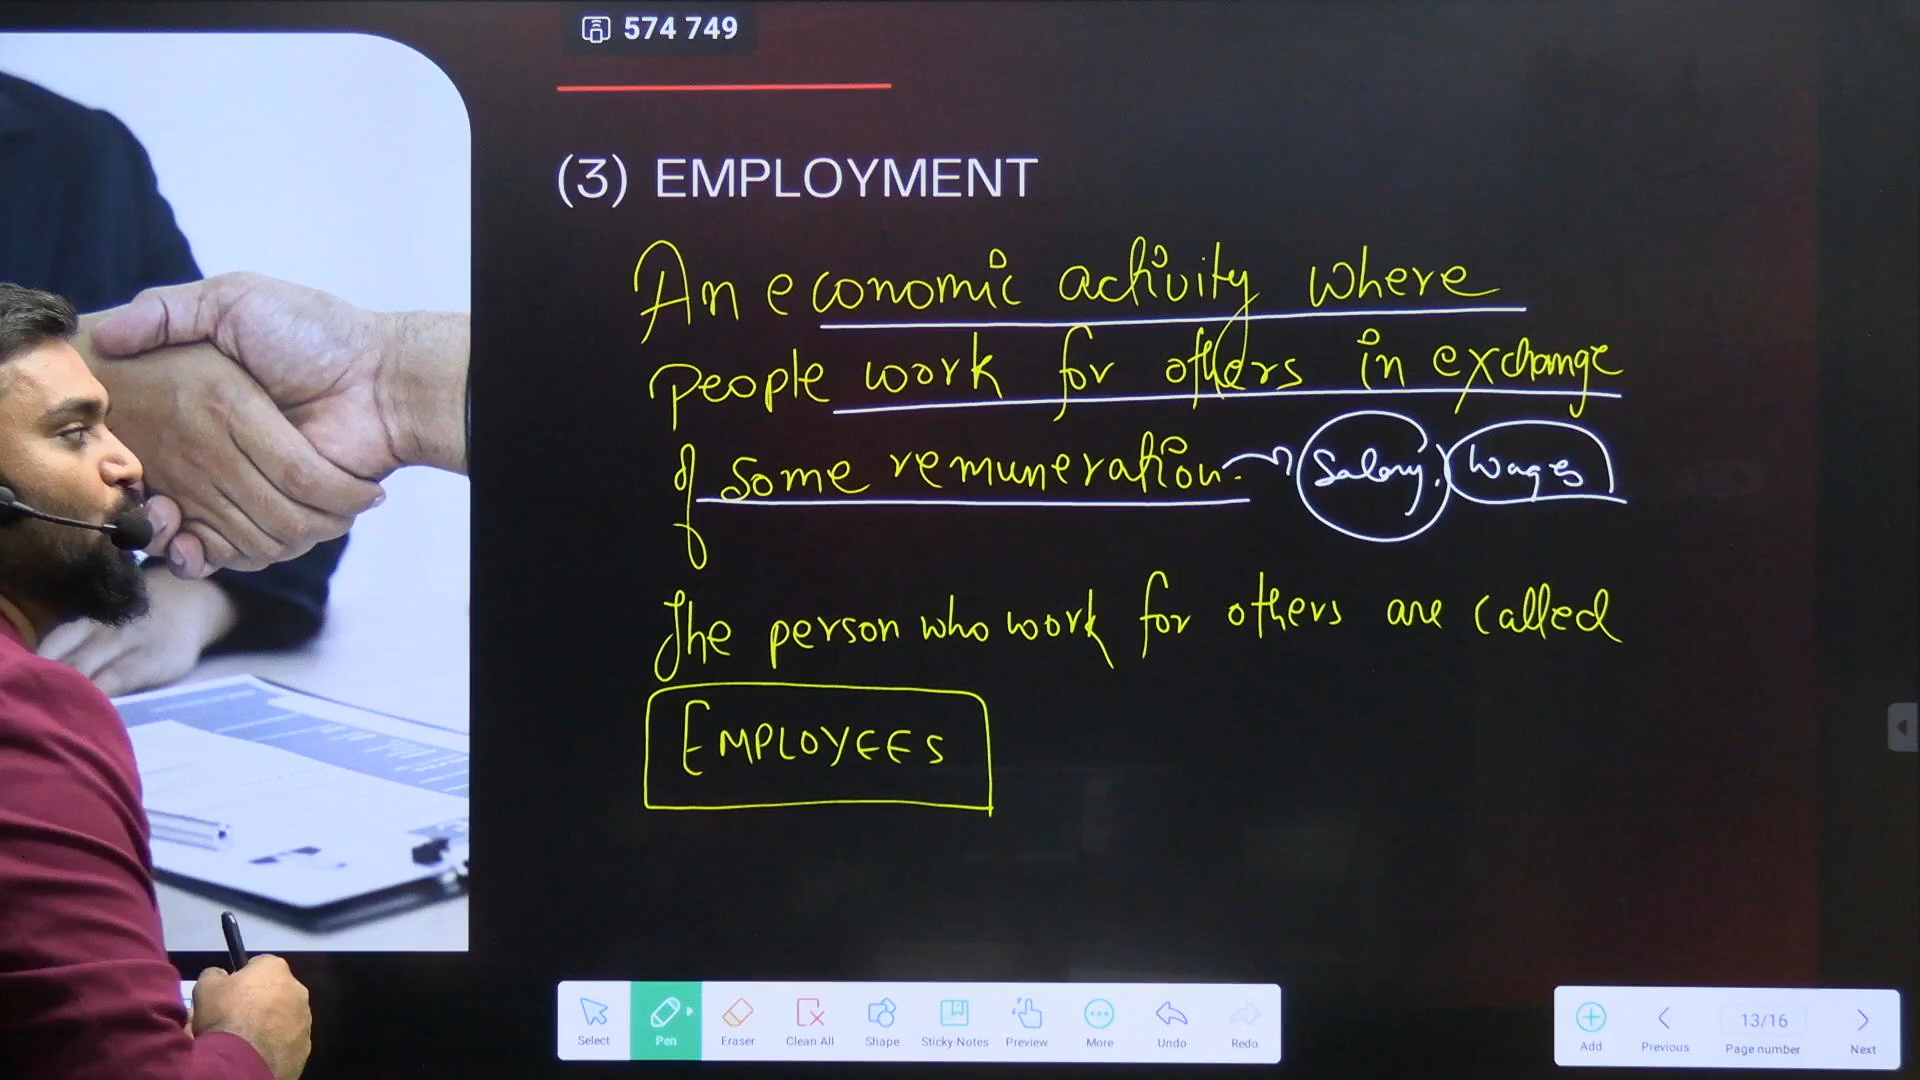 574 749
(3) EMPLOYMENT
An economic activity where
people work for others in exchange
of some remuneration. → Salary, Wages
The person who work for others are called
EMPLOYEES
Select Pen Eraser Clean All Shape Sticky-Notes Preview More Undo Redo
Add Previous 13/16 Page number Next